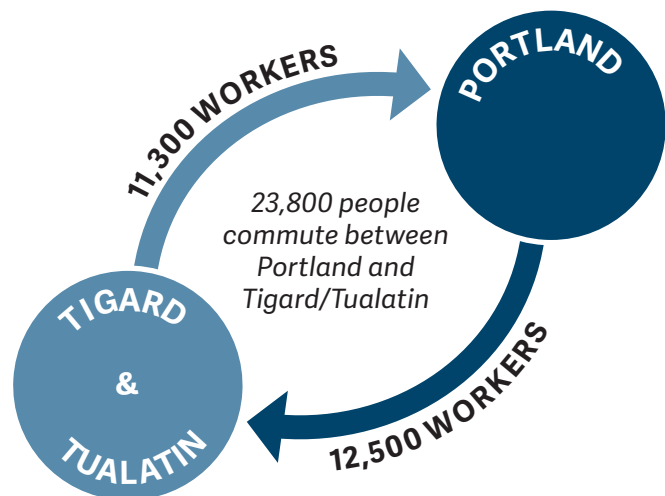 11,300 WORKERS
PORTLAND
23,800 people
commute between
Portland and
Tigard/Tualatin
TIGARD
&
TUALATIN
12,500 WORKERS